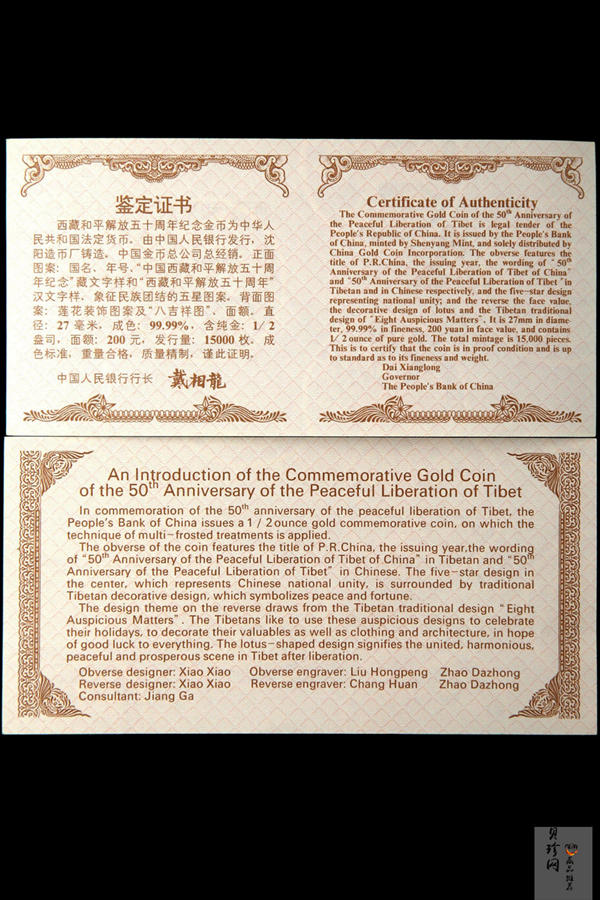 鉴定证书
西藏和平解放五十周年纪念金币为中华人
民共和国法定货币。由中国人民银行发行，沈
阳造币厂铸造。中国金币总公司总经销。正面
图案：国名、年号、“中国西藏和平解放五十周
年纪念”藏文字样和“西藏和平解放五十周年”
汉文字样，象征民族团结的五星图案。背面图
案：莲花装饰图案及“八吉祥图”、面额。直
径：27毫米，成色：99.99%，含纯金：1/2
盎司，面额：200元，发行量：15000枚。成
色标准，重量合格，质量精制，谨此证明。
中国人民银行行长 戴相龍
Certificate of Authenticity
The Commemorative Gold Coin of the 50th Anniversary of
the Peaceful Liberation of Tibet is legal tender of the
People's Republic of China. It is issued by the People's Bank
of China, minted by Shenyang Mint, and solely distributed by
China Gold Coin Incorporation. The obverse features the
title of P.R.China, the issuing year, the wording of "50th
Anniversary of the Peaceful Liberation of Tibet of China"
and "50th Anniversary of the Peaceful Liberation of Tibet" in
Tibetan and in Chinese respectively, and the five-star design
representing national unity; and the reverse the face value,
the decorative design of lotus and the Tibetan traditional
design of "Eight Auspicious Matters". It is 27mm in diame-
ter, 99.99% in fineness, 200 yuan in face value, and contains
1/2 ounce of pure gold. The total mintage is 15,000 pieces.
This is to certify that the coin is in proof condition and is up
to standard as to its fineness and weight.
Dai Xianglong
Governor
The People's Bank of China
An Introduction of the Commemorative Gold Coin
of the 50th Anniversary of the Peaceful Liberation of Tibet
In commemoration of the 50th anniversary of the peaceful liberation of Tibet, the
People's Bank of China issues a 1/2 ounce gold commemorative coin, on which the
technique of multi-frosted treatments is applied.
The obverse of the coin features the title of P.R.China, the issuing year,the wording
of "50th Anniversary of the Peaceful Liberation of Tibet of China" in Tibetan and "50th
Anniversary of the Peaceful Liberation of Tibet" in Chinese. The five-star design in
the center, which represents Chinese national unity, is surrounded by traditional
Tibetan decorative design, which symbolizes peace and fortune.
The design theme on the reverse draws from the Tibetan traditional design "Eight
Auspicious Matters". The Tibetans like to use these auspicious designs to celebrate
their holidays, to decorate their valuables as well as clothing and architecture, in hope
of good luck to everything. The lotus-shaped design signifies the united, harmonious,
peaceful and prosperous scene in Tibet after liberation.
Obverse designer: Xiao Xiao Obverse engraver: Liu Hongpeng Zhao Dazhong
Reverse designer: Xiao Xiao Reverse engraver: Chang Huan Zhao Dazhong
Consultant: Jiang Ga
贝珍网